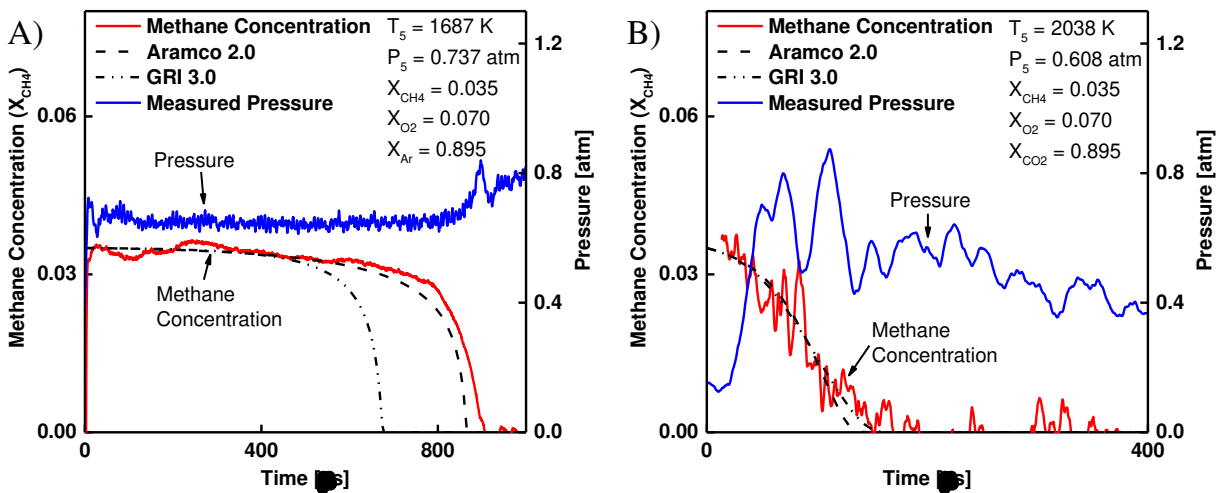 A)
Methane Concentration
Aramco 2.0
GRI 3.0
Measured Pressure
T5 = 1687 K
P5 = 0.737 atm
XCH4 = 0.035
XO2 = 0.070
XAr = 0.895
Pressure
Methane
Concentration
Methane Concentration (XCH4)
0.06
0.03
0.00
Pressure [atm]
1.2
0.8
0.4
0.0
0
400
800
Time
B)
Methane Concentration
Aramco 2.0
GRI 3.0
Measured Pressure
T5 = 2038 K
P5 = 0.608 atm
XCH4 = 0.035
XO2 = 0.070
XCO2 = 0.895
Pressure
Methane
Concentration
Methane Concentration (XCH4)
0.06
0.03
0.00
Pressure [atm]
1.2
0.8
0.4
0.0
0
400
Time